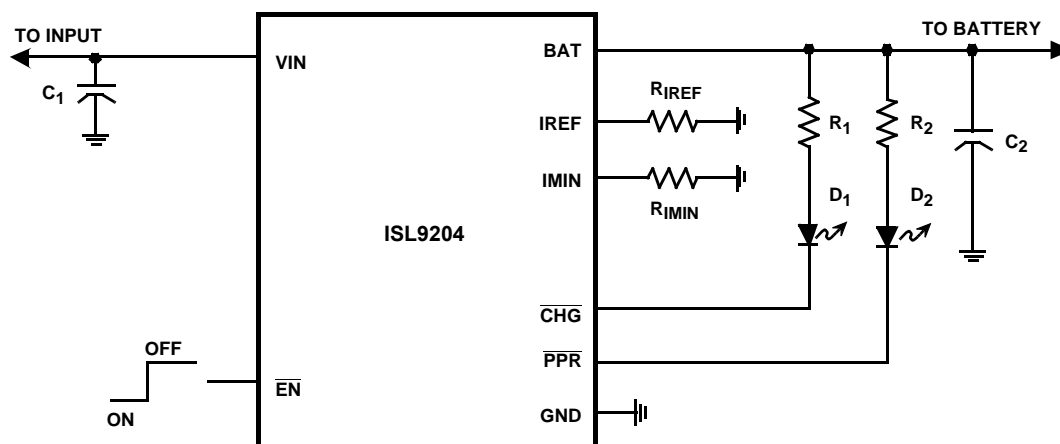 TO INPUT
TO BATTERY
VIN
BAT
C1
RIREF
IREF
R1
R2
C2
IMIN
RIMIN
D1
D2
ISL9204
CHG
OFF
PPR
EN
ON
GND